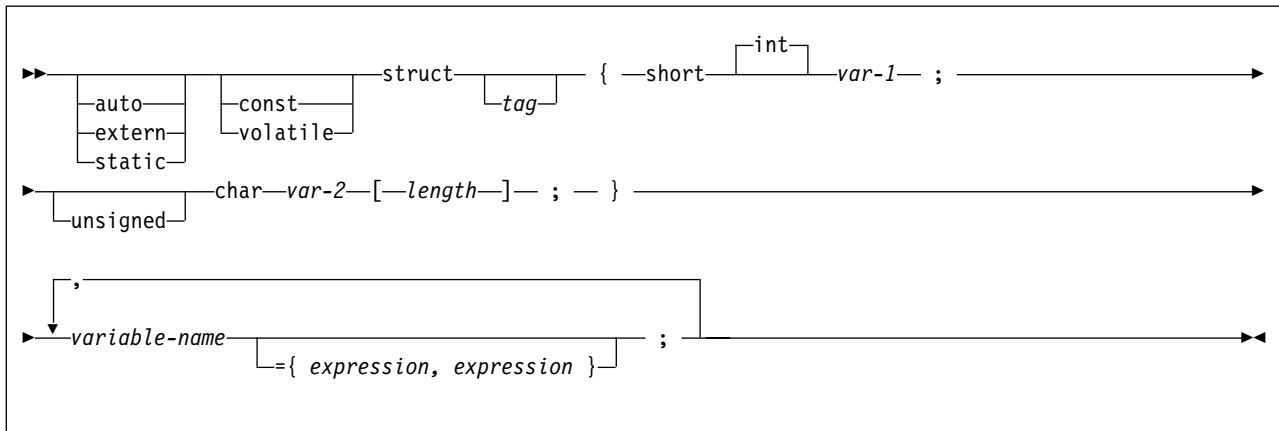 int
struct { short var-1 ;
auto const tag
extern volatile
static
char var-2 [ length ] ; }
unsigned
,
variable-name ;
={ expression, expression }